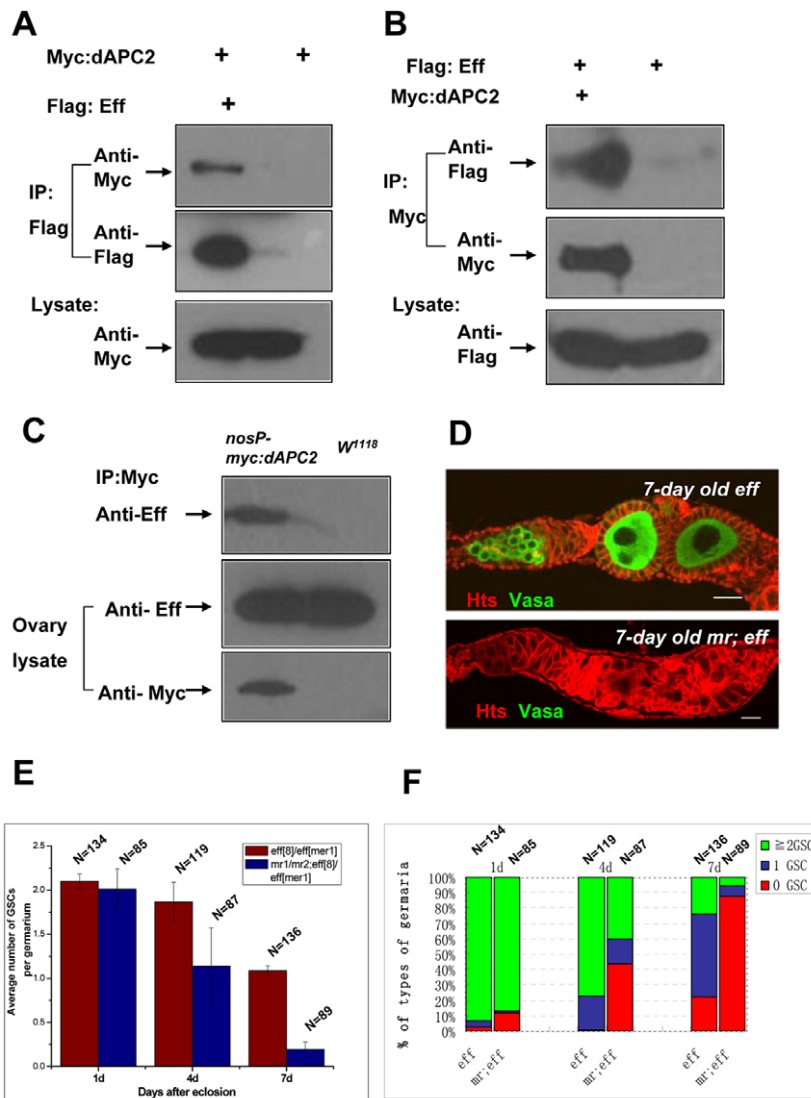 A
Myc:dAPC2 + +
Flag: Eff +
IP:
Flag
Anti-
Myc
Anti-
Flag
Lysate:
Anti-
Myc
B
Flag: Eff + +
Myc:dAPC2 +
IP:
Myc
Anti-
Flag
Anti-
Myc
Lysate:
Anti-
Flag
C
nosP-
myc:dAPC2
W1118
IP:Myc
Anti-Eff
Ovary
lysate
Anti- Eff
Anti- Myc
D
7-day old eff
Hts Vasa
7-day old mr; eff
Hts Vasa
E
Average number of GSCs
per germarium
2.5
2.0
1.5
1.0
0.5
0.0
N=134
N=85
N=119
N=87
N=136
N=89
eff[8]/eff[mer1]
mr1/mr2;eff[8]/
eff[mer1]
1d 4d 7d
Days after eclosion
F
% of types of germaria
100%
90%
80%
70%
60%
50%
40%
30%
20%
10%
0%
N=134
N=85
N=119
N=87
N=136
N=89
1d 4d 7d
≧2GSC
1 GSC
0 GSC
eff
mr;eff
eff
mr;eff
eff
mr;eff